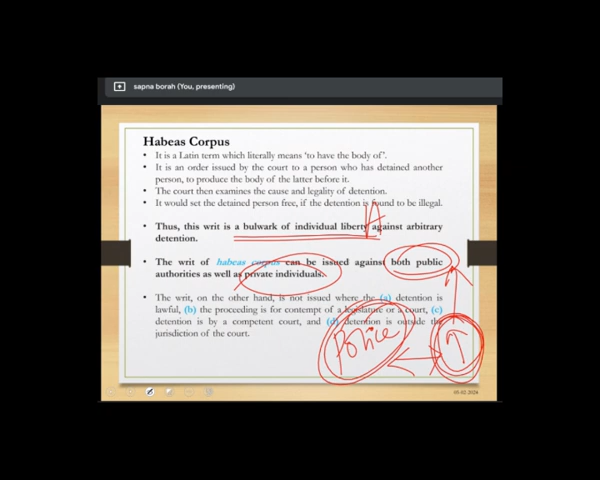 sapna borah (You, presenting)
Habeas Corpus
• It is a Latin term which literally means ‘to have the body of’.
• It is an order issued by the court to a person who has detained another
person, to produce the body of the latter before it.
• The court then examines the cause and legality of detention.
• It would set the detained person free, if the detention is found to be illegal.
• Thus, this writ is a bulwark of individual liberty against arbitrary
detention.
• The writ of habeas corpus can be issued against both public
authorities as well as private individuals.
• The writ, on the other hand, is not issued where the (a) detention is
lawful, (b) the proceeding is for contempt of a legislature or a court, (c)
detention is by a competent court, and (d) detention is outside the
jurisdiction of the court.
A
Police